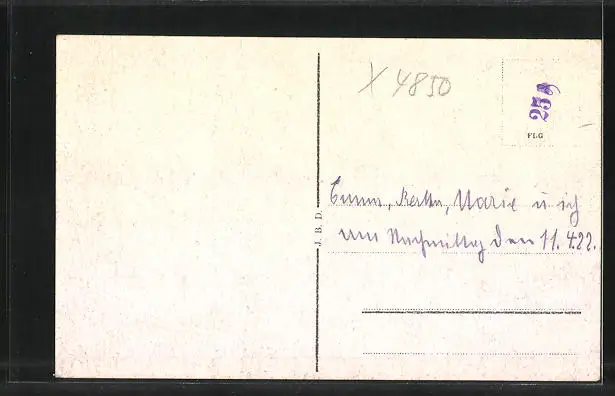 X 4850
25
FLG
J. B. D.
Emma, Berta, Marie u ich
am Nachmittag den 11.4.22.